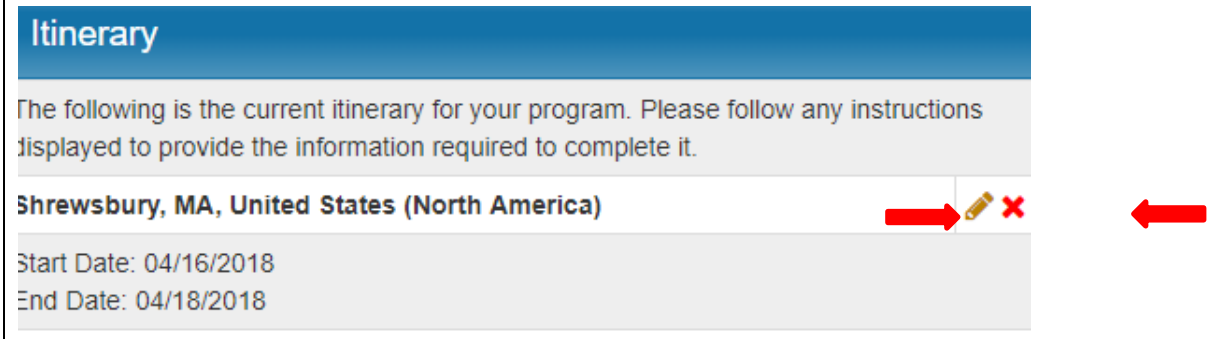 Itinerary
The following is the current itinerary for your program. Please follow any instructions
displayed to provide the information required to complete it.
Shrewsbury, MA, United States (North America)
Start Date: 04/16/2018
End Date: 04/18/2018